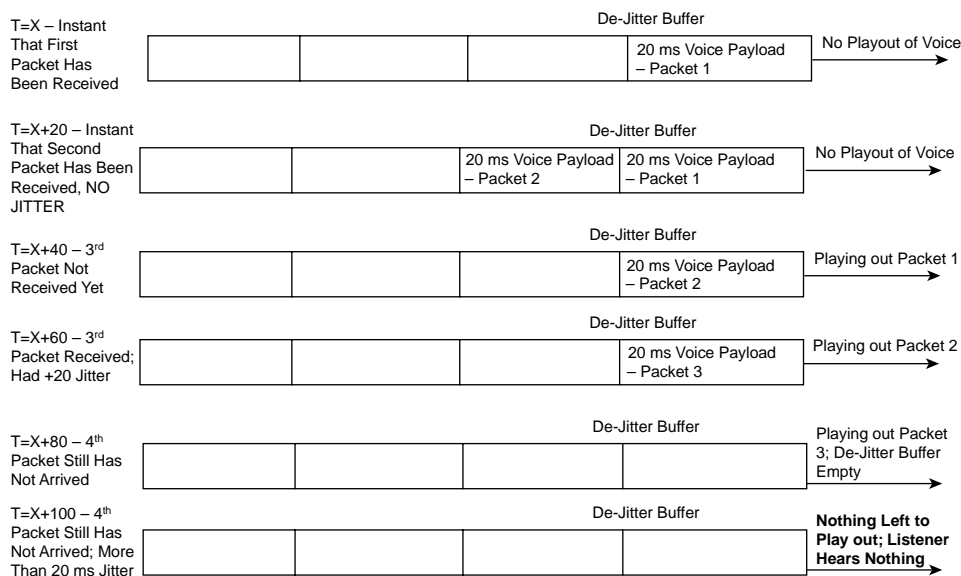 T=X – Instant
That First
Packet Has
Been Received
De-Jitter Buffer
20 ms Voice Payload
– Packet 1
No Playout of Voice
T=X+20 – Instant
That Second
Packet Has Been
Received, NO
JITTER
De-Jitter Buffer
20 ms Voice Payload
– Packet 2
20 ms Voice Payload
– Packet 1
No Playout of Voice
T=X+40 – 3rd
Packet Not
Received Yet
De-Jitter Buffer
20 ms Voice Payload
– Packet 2
Playing out Packet 1
T=X+60 – 3rd
Packet Received;
Had +20 Jitter
De-Jitter Buffer
20 ms Voice Payload
– Packet 3
Playing out Packet 2
T=X+80 – 4th
Packet Still Has
Not Arrived
De-Jitter Buffer
Playing out Packet
3; De-Jitter Buffer
Empty
T=X+100 – 4th
Packet Still Has
Not Arrived; More
Than 20 ms Jitter
De-Jitter Buffer
Nothing Left to
Play out; Listener
Hears Nothing